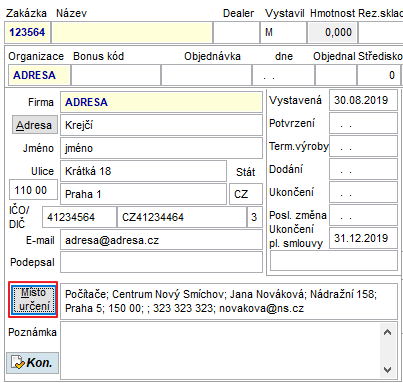 Zakázka Název Dealer Vystavil Hmotnost Rez.sklad
123564 M 0,000
Organizace Bonus kód Objednávka dne Objednal Středisko
ADRESA . . 0
Firma ADRESA Vystavená 30.08.2019
Adresa Krejčí Potvrzení . .
Jméno jméno Term.výroby . .
Ulice Krátká 18 Stát Dodání . .
110 00 Praha 1 CZ Ukončení . .
IČO/ DIČ 41234564 CZ41234464 3 Posl. změna . .
E-mail adresa@adresa.cz Ukončení pl. smlouvy 31.12.2019
Podepsal
Místo určení Počítače; Centrum Nový Smíchov; Jana Nováková; Nádražní 158;
Praha 5; 150 00; ; 323 323 323; novakova@ns.cz
Poznámka
Kon.